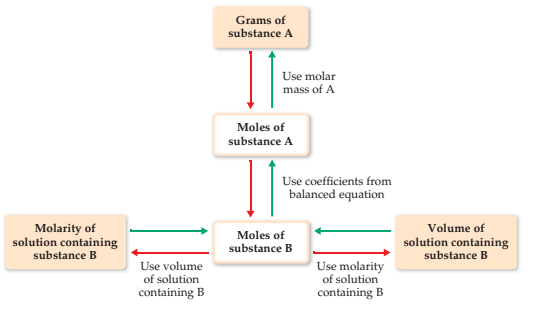 Grams of
substance A
Use molar
mass of A
Moles of
substance A
Use coefficients from
balanced equation
Molarity of
solution containing
substance B
Moles of
substance B
Volume of
solution containing
substance B
Use volume
of solution
containing B
Use molarity
of solution
containing B